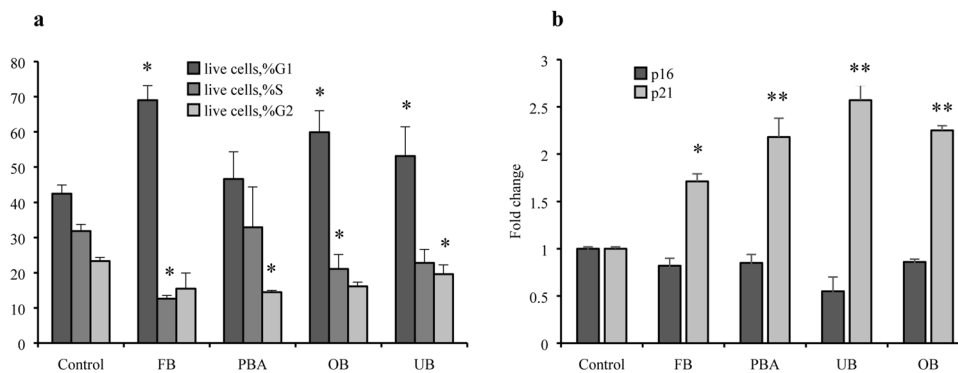 a
80
70
60
50
40
30
20
10
0
*
*
*
*
*
*
*
live cells,%G1
live cells,%S
live cells,%G2
Control FB PBA OB UB
b
Fold change
3
2.5
2
1.5
1
0.5
0
p16
p21
*
**
**
**
Control FB PBA UB OB